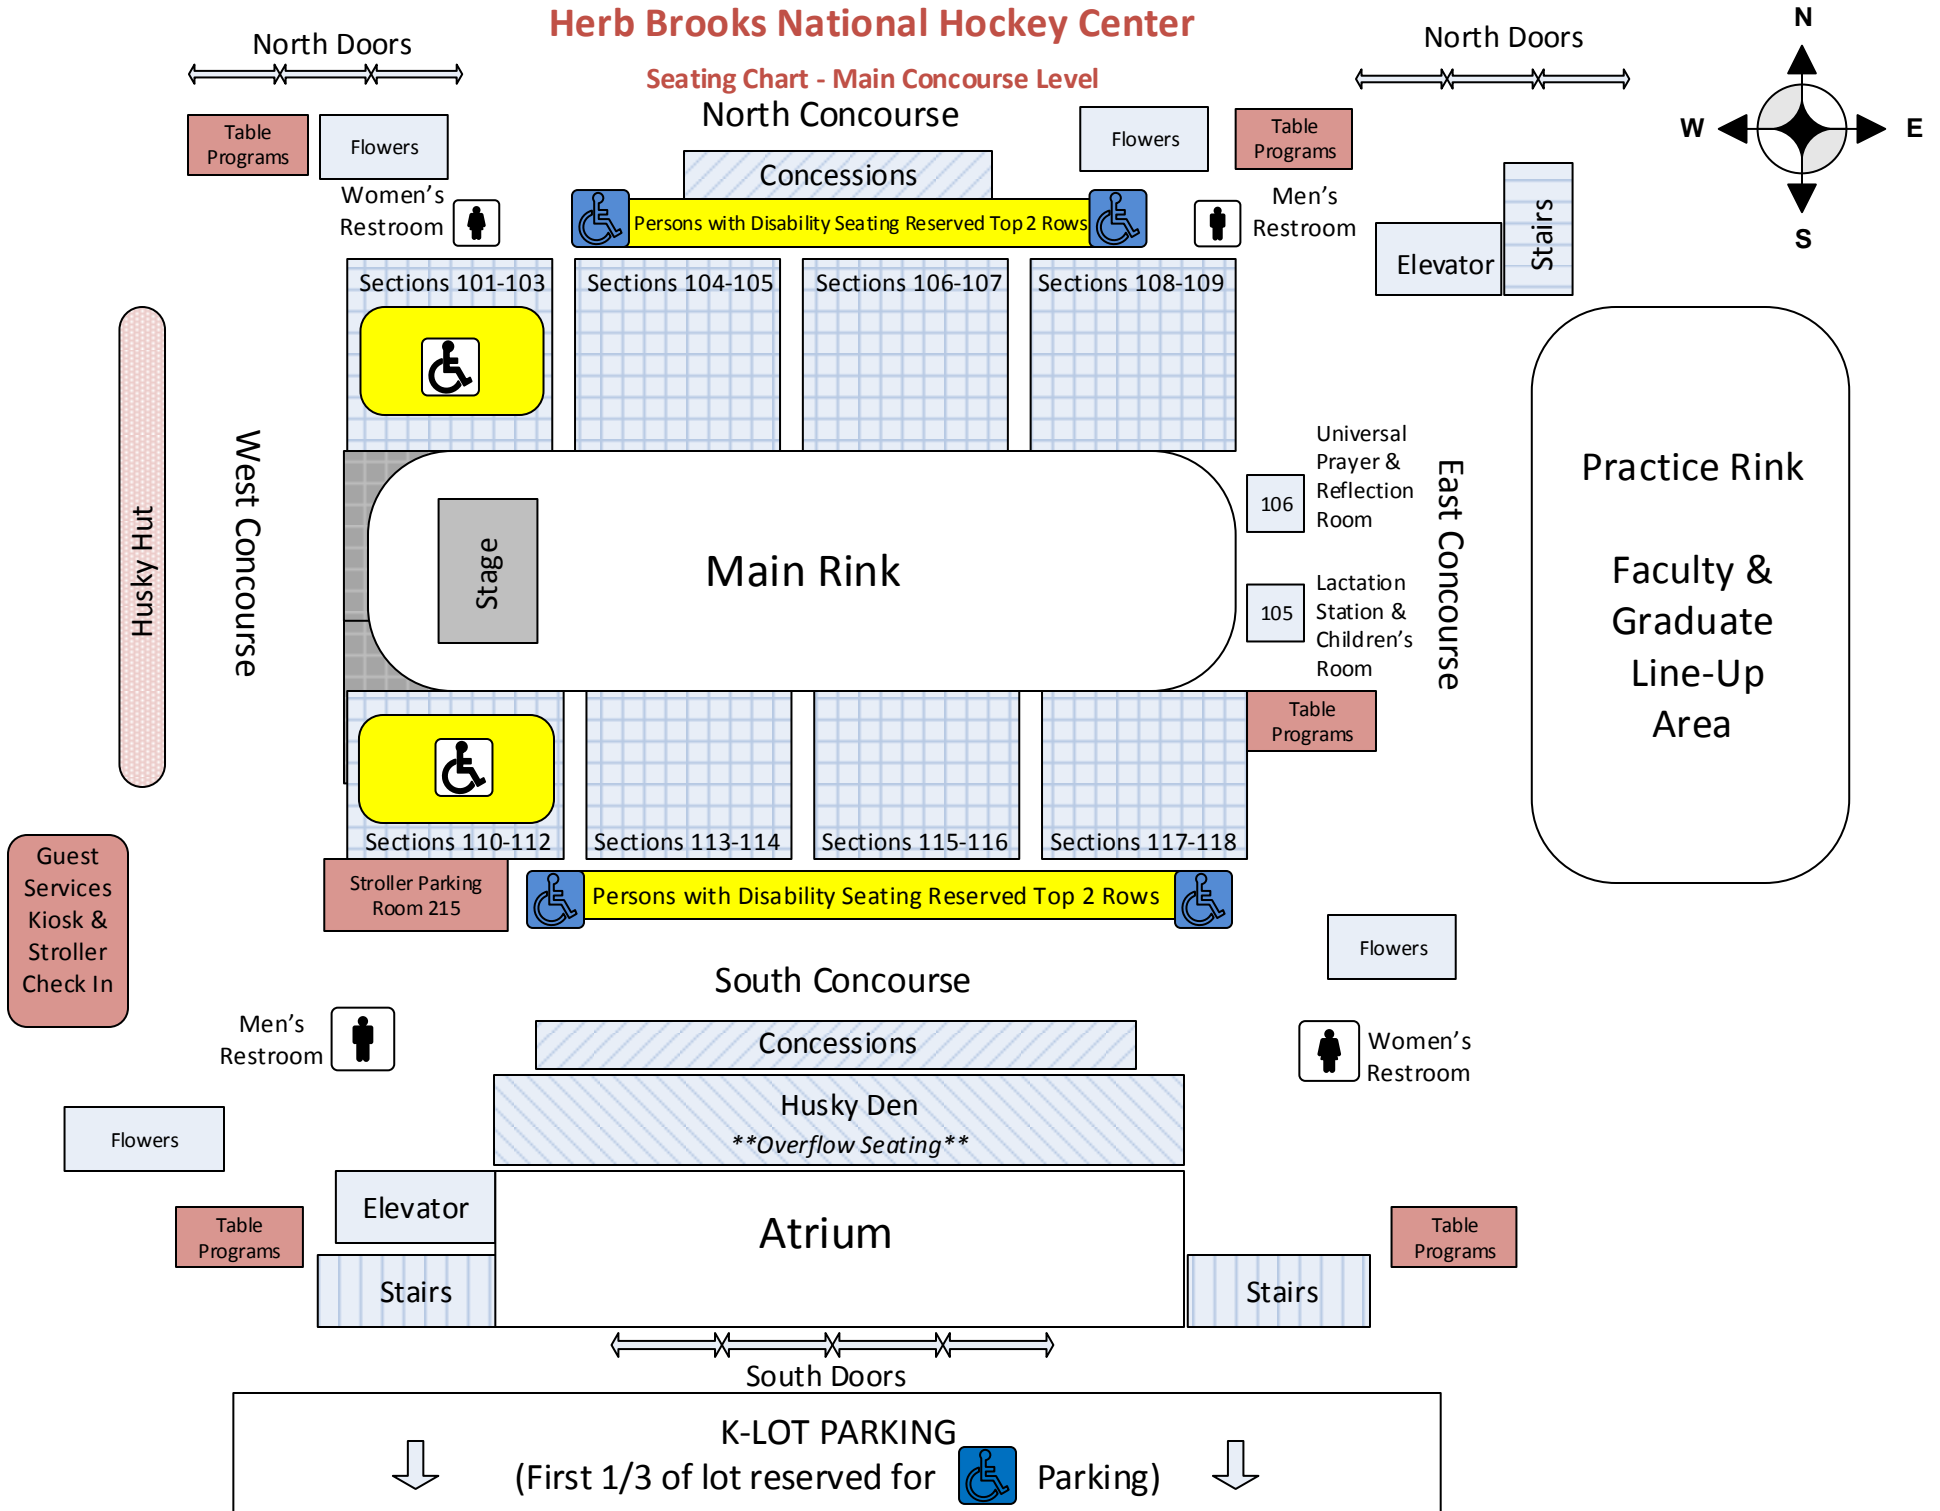 Herb Brooks National Hockey Center
Seating Chart - Main Concourse Level
North Doors
North Doors
N
W
E
S
North Concourse
Table
Programs
Flowers
Flowers
Table
Programs
Concessions
Women's
Restroom
Persons with Disability Seating Reserved Top 2 Rows
Men's
Restroom
Elevator
Stairs
Sections 101-103
Sections 104-105
Sections 106-107
Sections 108-109
Husky Hut
West Concourse
Stage
Main Rink
106
Universal
Prayer &
Reflection
Room
105
Lactation
Station &
Children's
Room
East Concourse
Practice Rink
Faculty &
Graduate
Line-Up
Area
Table
Programs
Sections 110-112
Sections 113-114
Sections 115-116
Sections 117-118
Guest
Services
Kiosk &
Stroller
Check In
Stroller Parking
Room 215
Persons with Disability Seating Reserved Top 2 Rows
Flowers
South Concourse
Men's
Restroom
Concessions
Women's
Restroom
Husky Den
**Overflow Seating**
Flowers
Elevator
Atrium
Table
Programs
Table
Programs
Stairs
Stairs
South Doors
K-LOT PARKING
(First 1/3 of lot reserved for Parking)